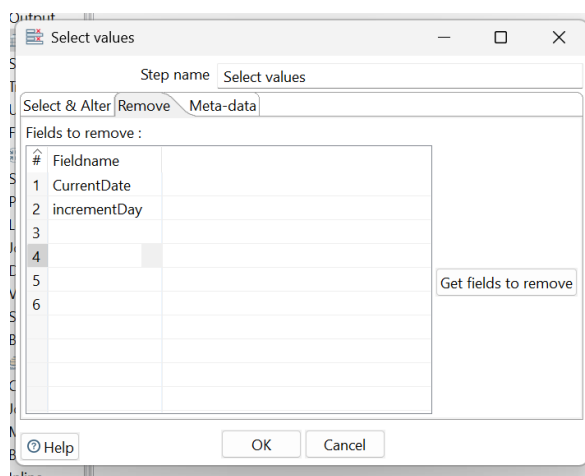 Output
Select values
Step name Select values
Select & Alter Remove Meta-data
Fields to remove :
# Fieldname
1 CurrentDate
2 incrementDay
3
4
5
6
Get fields to remove
Help OK Cancel